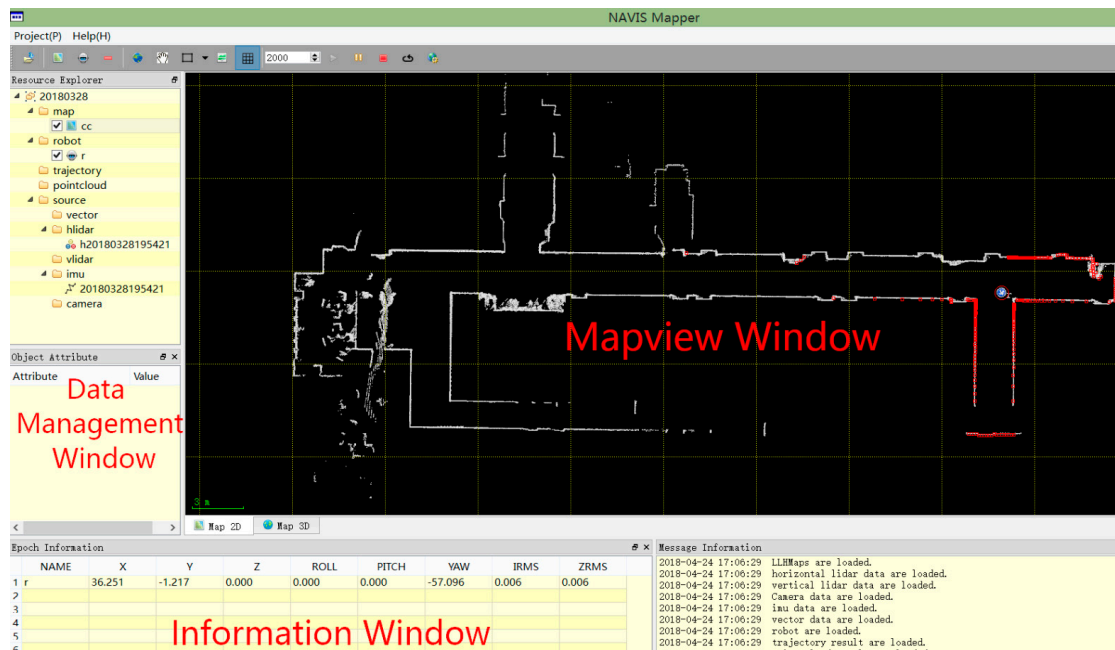 NAVIS Mapper
Project(P) Help(H)
2000
Resource Explorer
20180328
map
cc
robot
r
trajectory
pointcloud
source
vector
hlidar
h20180328195421
vlidar
imu
20180328195421
camera
Object Attribute
Attribute Value
Data
Management
Window
Mapview Window
3 m
Map 2D Map 3D
Epoch Information
NAME X Y Z ROLL PITCH YAW IRMS ZRMS
1 r 36.251 -1.217 0.000 0.000 0.000 -57.096 0.006 0.006
2
3
4
5
6
Information Window
Message Information
2018-04-24 17:06:29 LLHMaps are loaded.
2018-04-24 17:06:29 horizontal lidar data are loaded.
2018-04-24 17:06:29 vertical lidar data are loaded.
2018-04-24 17:06:29 Camera data are loaded.
2018-04-24 17:06:29 imu data are loaded.
2018-04-24 17:06:29 vector data are loaded.
2018-04-24 17:06:29 robot are loaded.
2018-04-24 17:06:29 trajectory result are loaded.